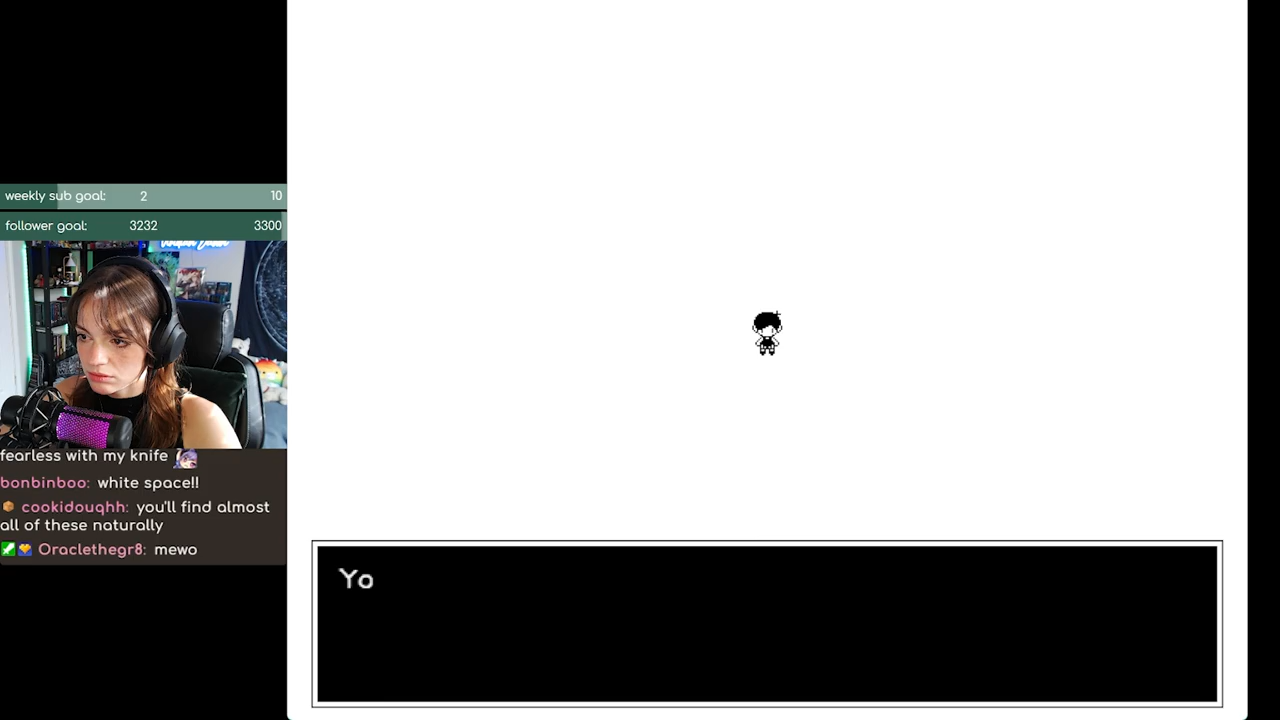 weekly sub goal: 2 10
follower goal: 3232 3300
fearless with my knife
bonbinboo: white space!!
cookidouqhh: you'll find almost
all of these naturally
Oraclethegr8: mewo
Yo